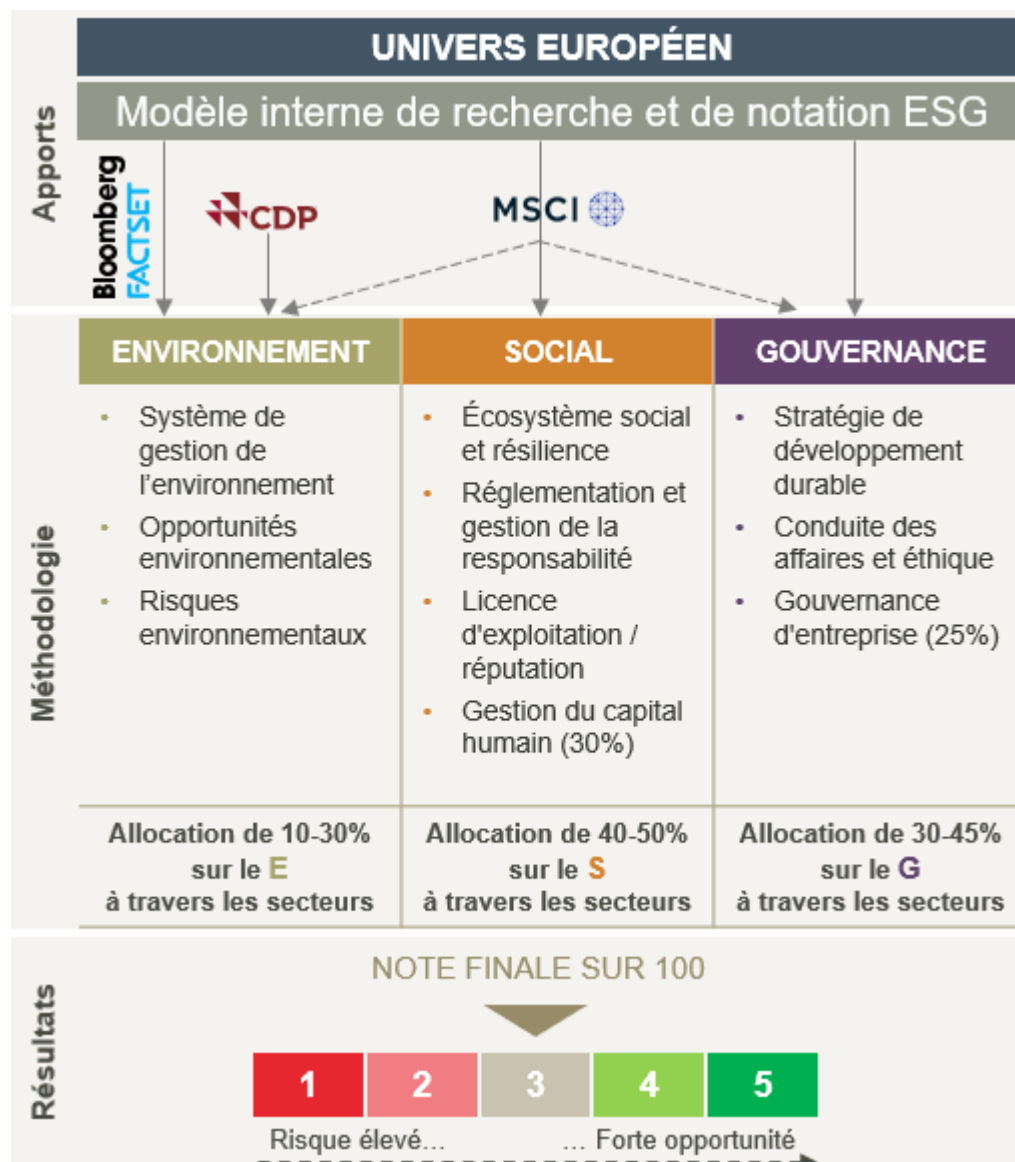 UNIVERS EUROPÉEN
Modèle interne de recherche et de notation ESG
Apports
Bloomberg
FACTSET
CDP
MSCI
Méthodologie
ENVIRONNEMENT
• Système de
gestion de
l'environnement
• Opportunités
environnementales
• Risques
environnementaux
Allocation de 10-30%
sur le E
à travers les secteurs
SOCIAL
• Écosystème social
et résilience
• Réglementation et
gestion de la
responsabilité
• Licence
d'exploitation /
réputation
• Gestion du capital
humain (30%)
Allocation de 40-50%
sur le S
à travers les secteurs
GOUVERNANCE
• Stratégie de
développement
durable
• Conduite des
affaires et éthique
• Gouvernance
d'entreprise (25%)
Allocation de 30-45%
sur le G
à travers les secteurs
Résultats
NOTE FINALE SUR 100
1 2 3 4 5
Risque élevé... ... Forte opportunité